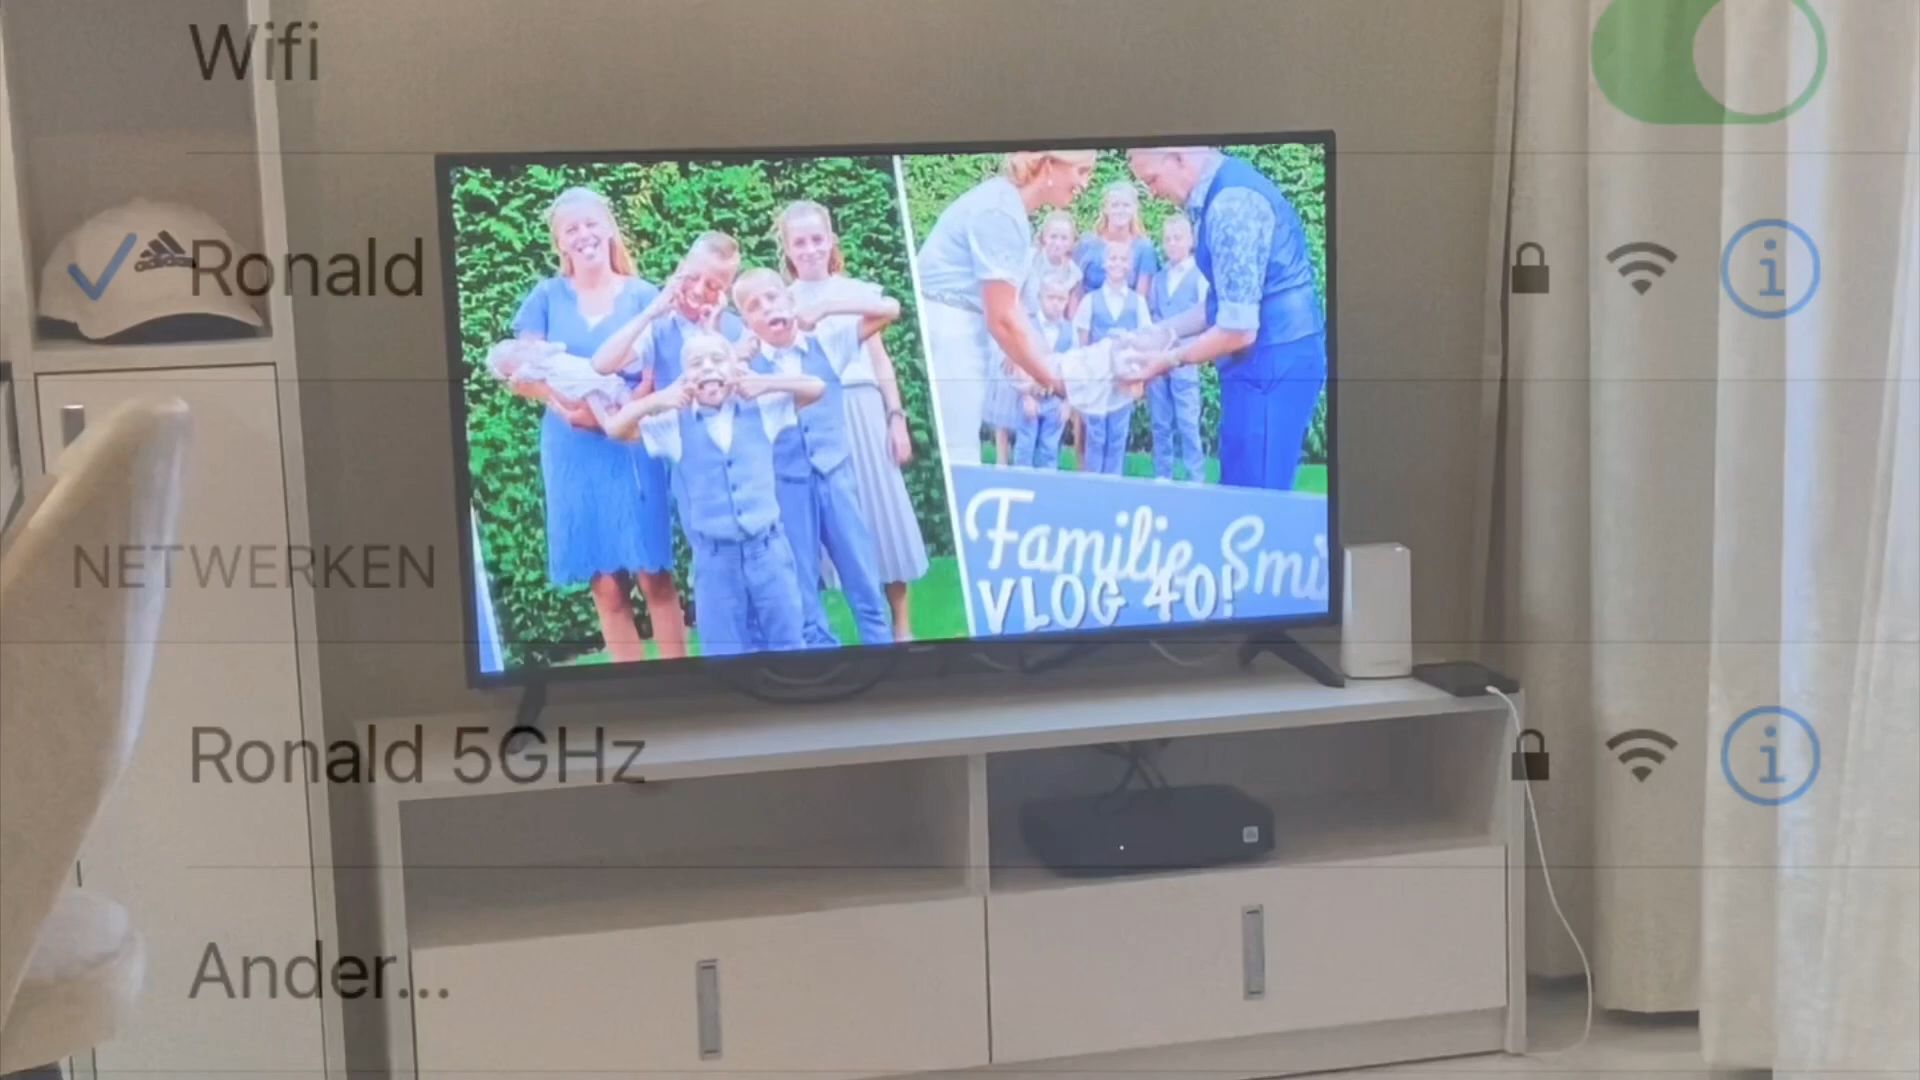 Wifi
Ronald
Familie Smi
VLOG 40!
NETWERKEN
Ronald 5GHz
Ander...